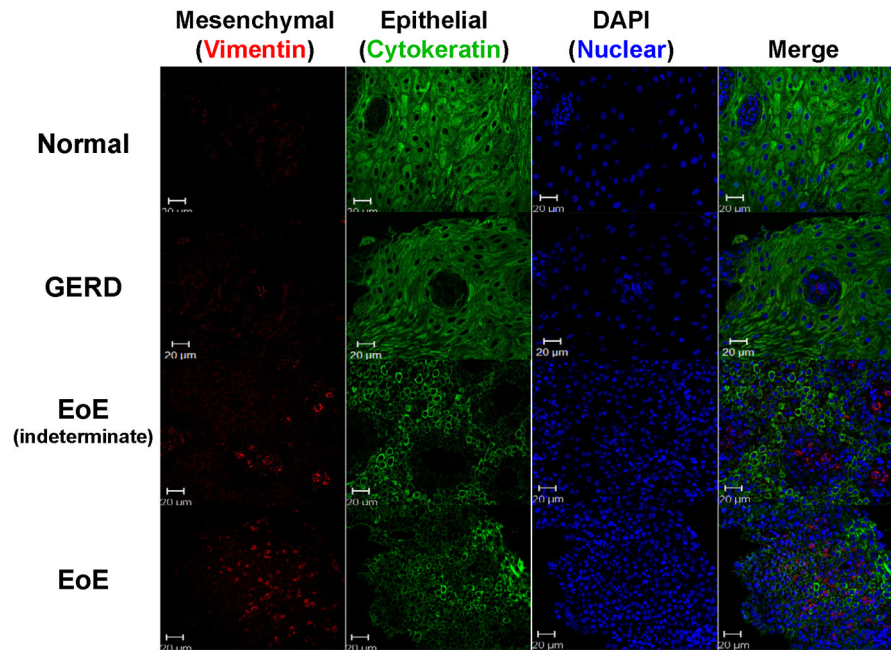 Mesenchymal
(Vimentin)
Epithelial
(Cytokeratin)
DAPI
(Nuclear)
Merge
Normal
20 µm
20 µm
20 µm
20 µm
GERD
20 µm
20 µm
20 µm
20 µm
EoE
(indeterminate)
20 µm
20 µm
20 µm
20 µm
EoE
20 µm
20 µm
20 µm
20 µm